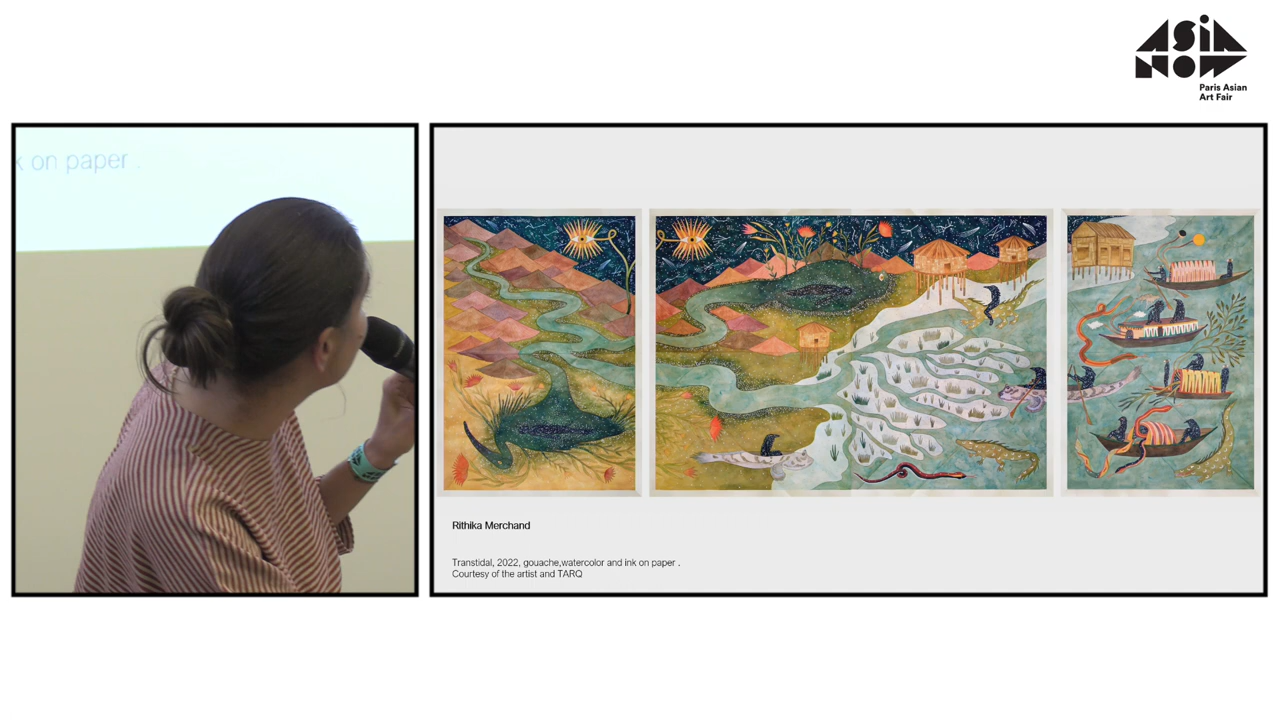 ASIA
NOW
Paris Asian
Art Fair
k on paper .
Rithika Merchand
Transtidal, 2022, gouache,watercolor and ink on paper .
Courtesy of the artist and TARQ